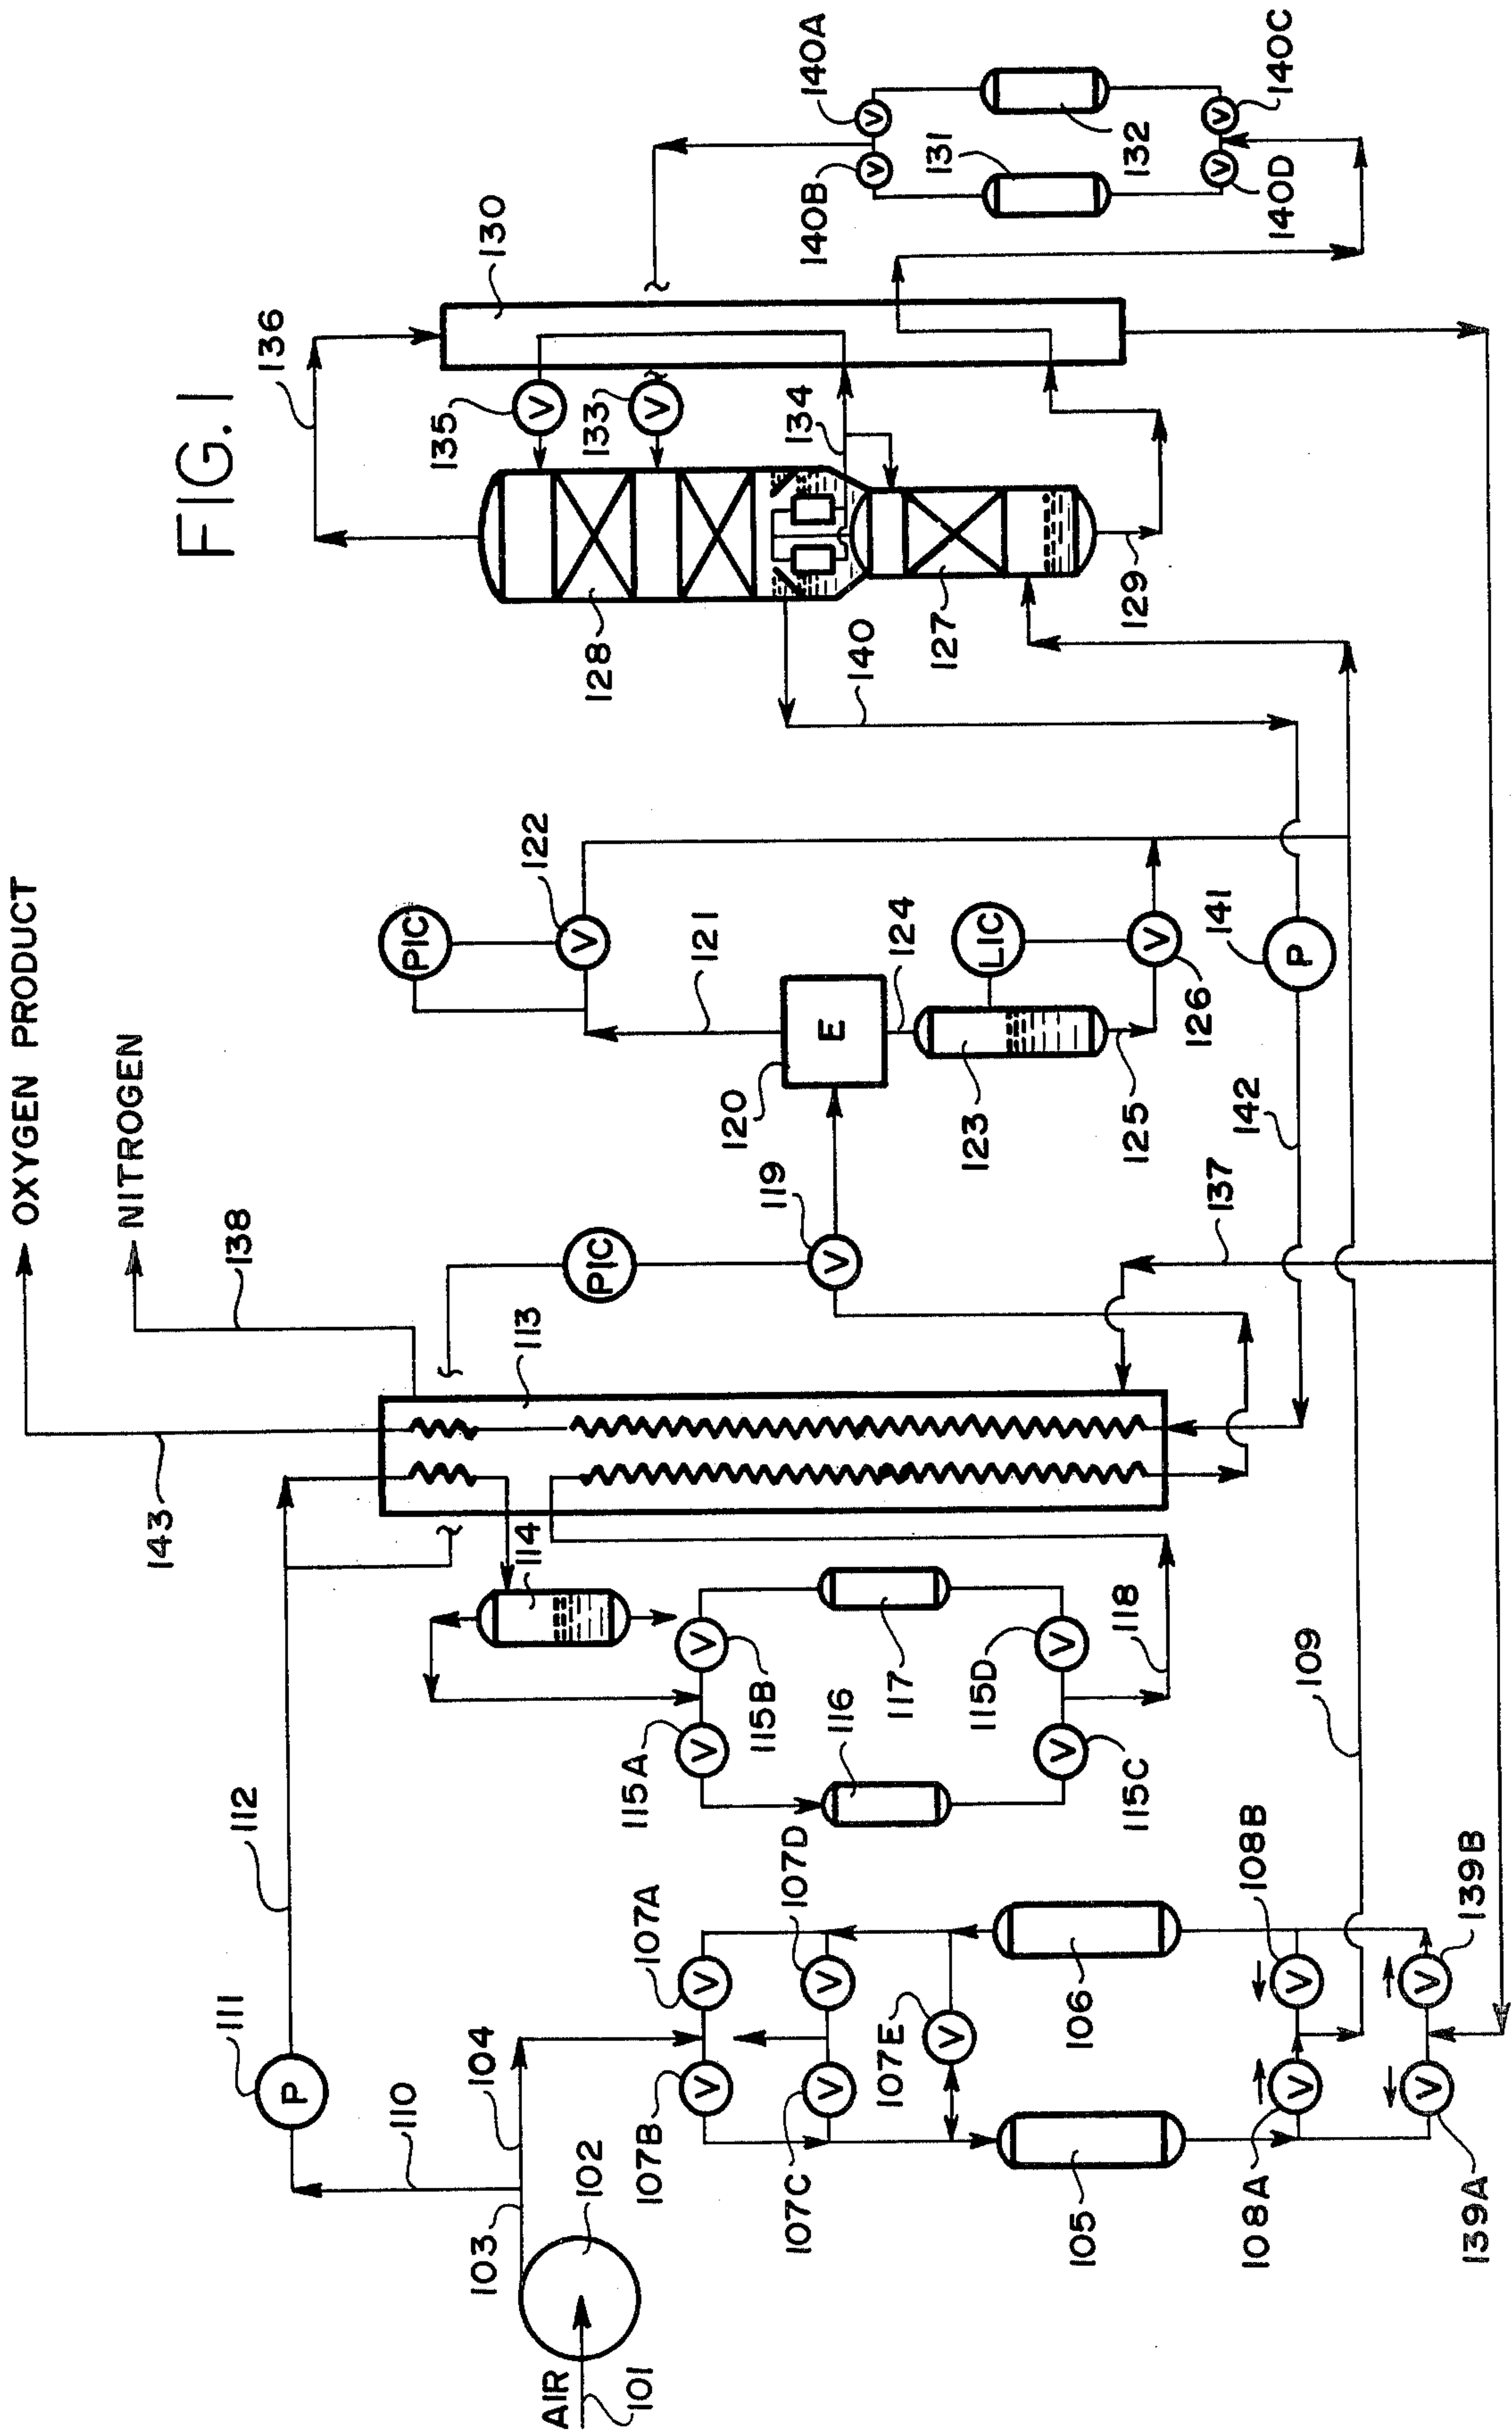 FIG. 1
OXYGEN PRODUCT
NITROGEN
143
138
136
112
111
P
110
104
103
102
AIR
101
113
114
PIC
119
V
PIC
122
V
121
120
E
124
123
LIC
125
126
V
135
V
133
V
134
128
127
129
130
140
141
P
142
137
140A
V
140B
V
131
132
140C
V
140D
V
115A
V
115B
V
116
117
115C
V
115D
V
118
107A
V
107B
V
107C
V
107D
V
107E
V
105
106
108A
V
108B
V
109
139A
V
139B
V